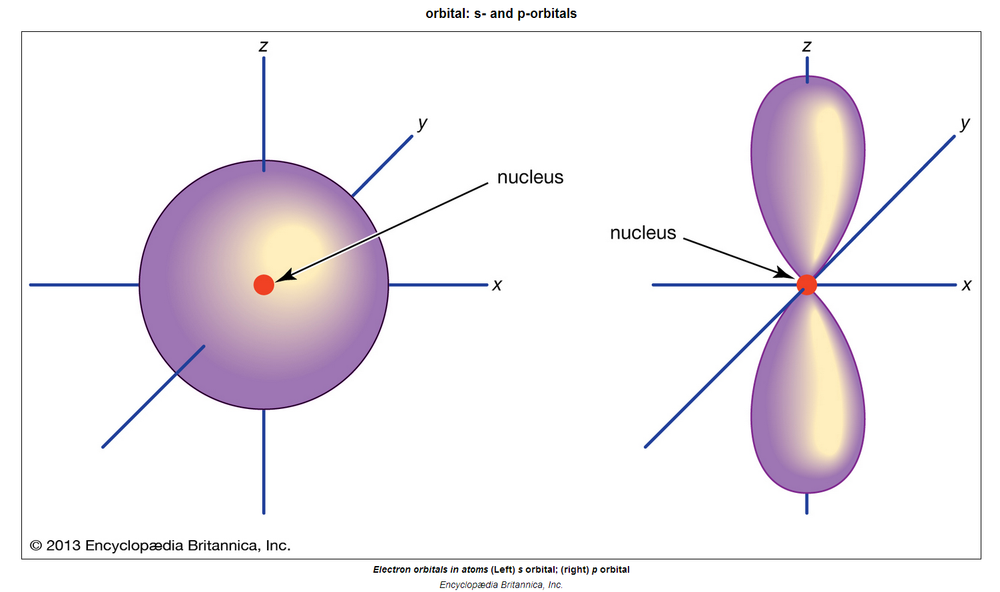 orbital: s- and p-orbitals
z
y
nucleus
x
z
y
nucleus
x
© 2013 Encyclopædia Britannica, Inc.
Electron orbitals in atoms (Left) s orbital; (right) p orbital
Encyclopædia Britannica, Inc.